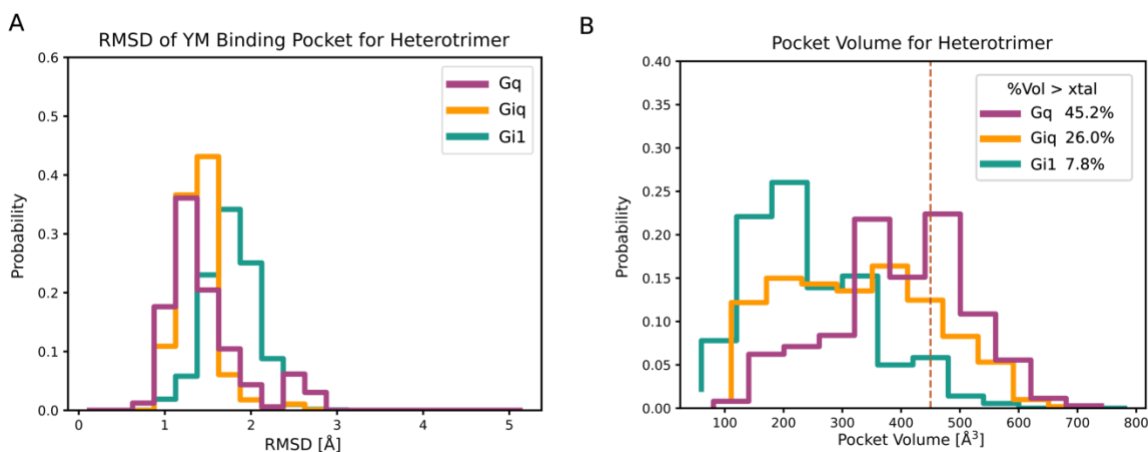 A
RMSD of YM Binding Pocket for Heterotrimer
0.6
0.5
0.4
0.3
0.2
0.1
0.0
Probability
Gq
Giq
Gi1
0 1 2 3 4 5
RMSD [Å]
B
Pocket Volume for Heterotrimer
0.40
0.35
0.30
0.25
0.20
0.15
0.10
0.05
0.00
Probability
%Vol > xtal
Gq 45.2%
Giq 26.0%
Gi1 7.8%
100 200 300 400 500 600 700 800
Pocket Volume [Å³]